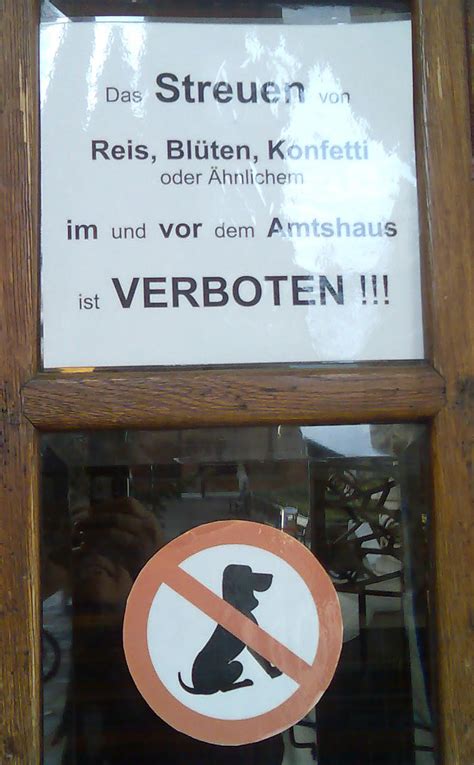 Das Streuen von
Reis, Blüten, Konfetti
oder Ähnlichem
im und vor dem Amtshaus
ist VERBOTEN !!!